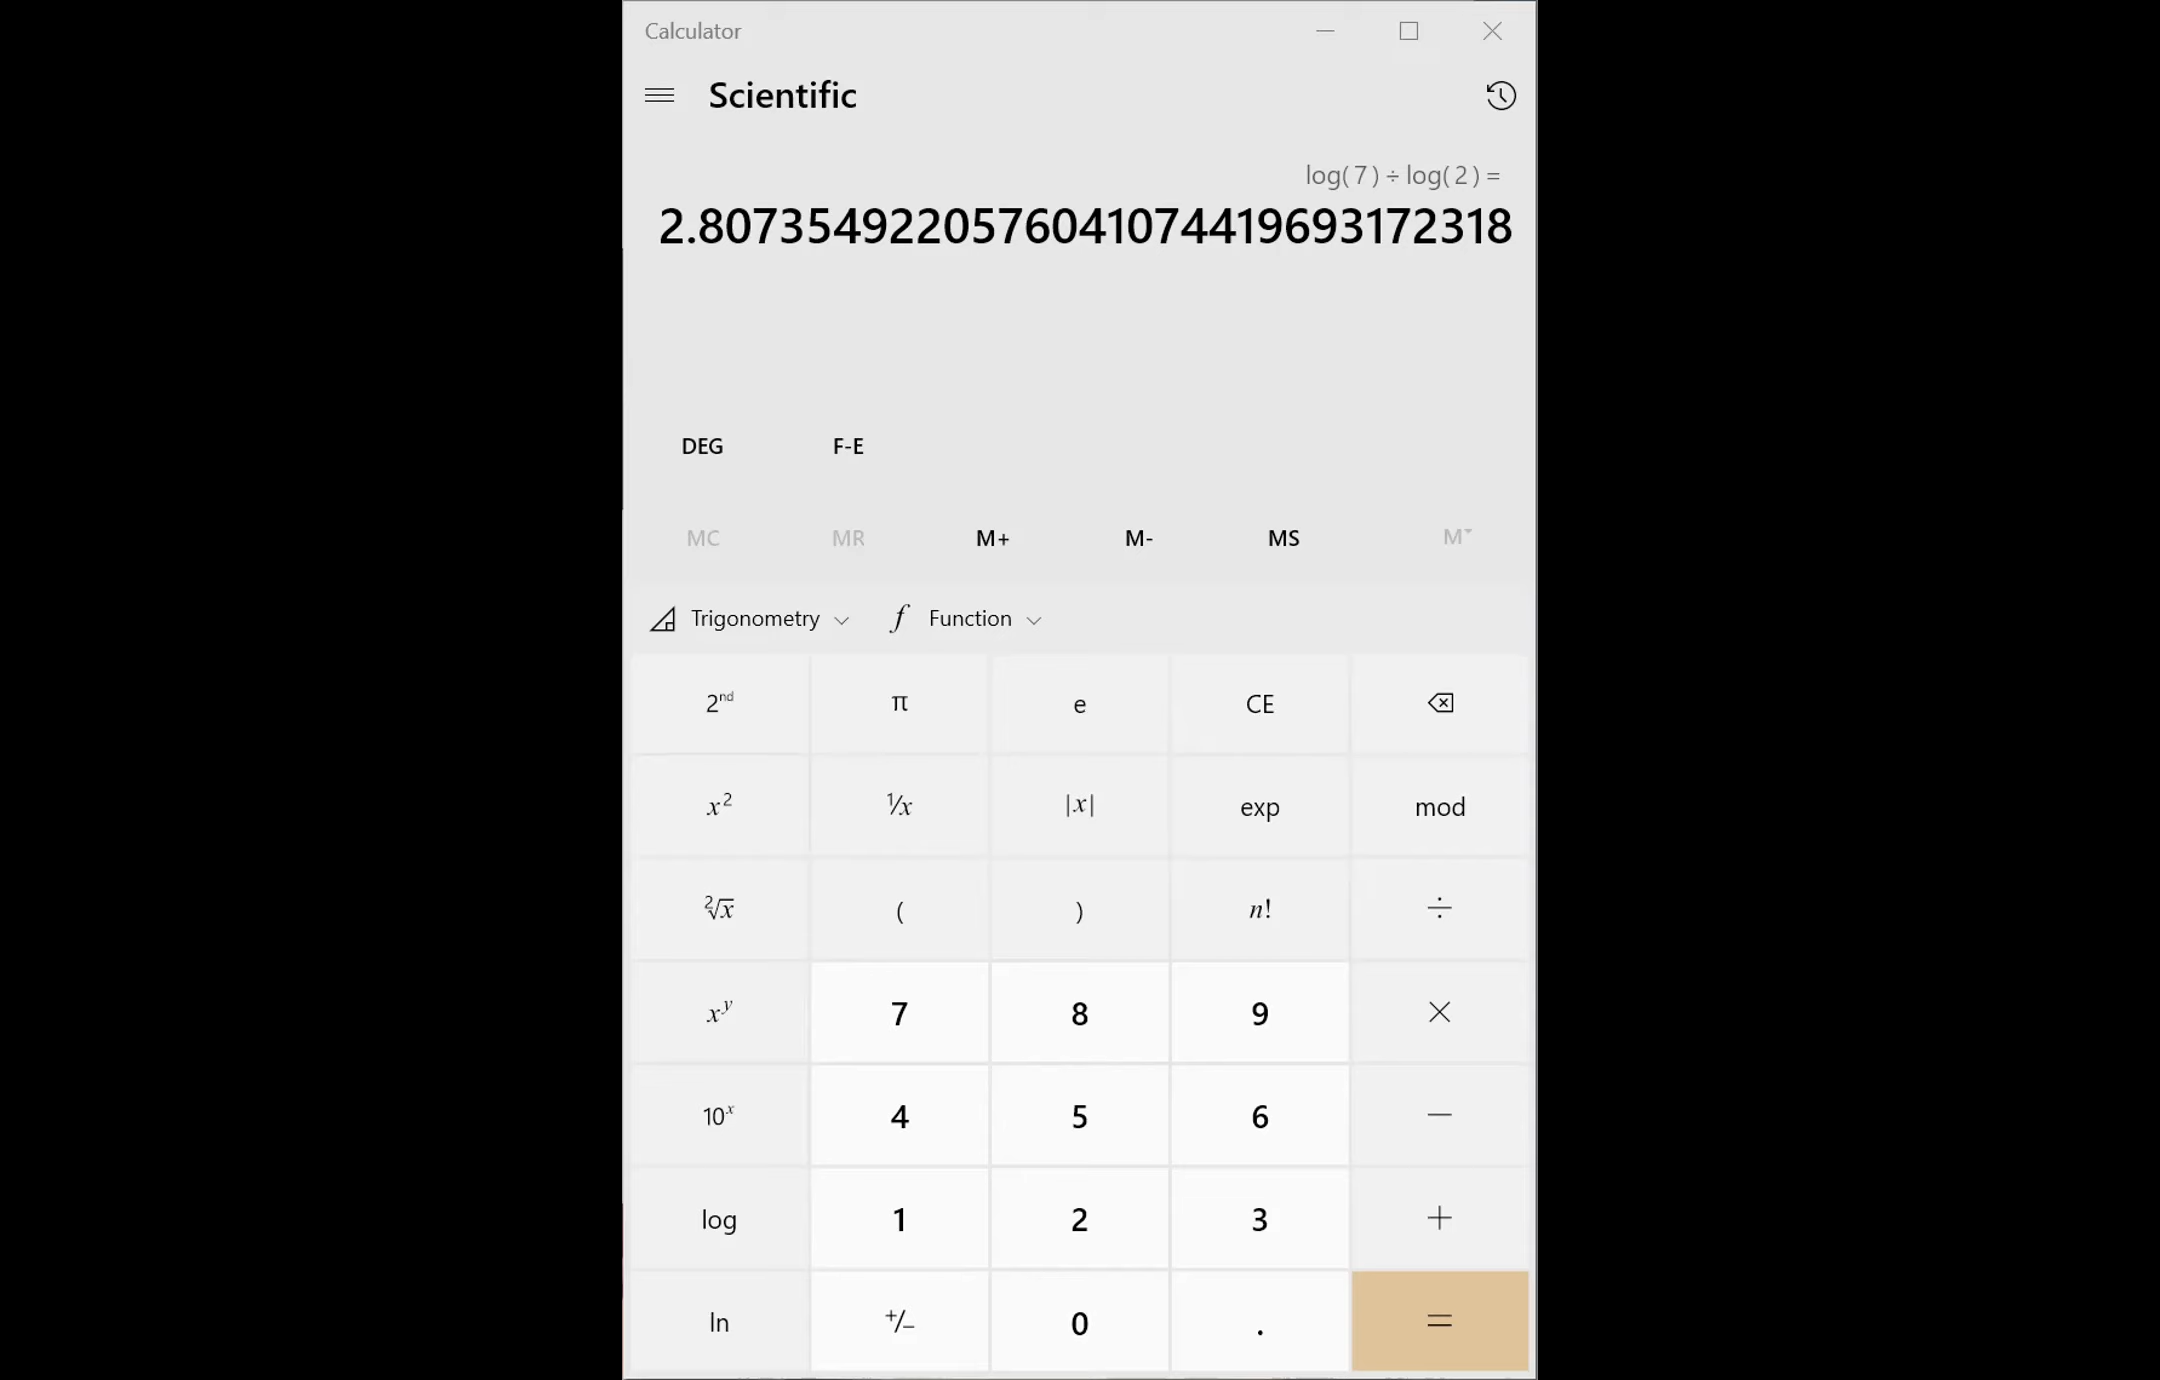 Calculator
Scientific
log( 7 ) ÷ log( 2 ) =
2.8073549220576041074419693172318
DEG F-E
MC MR M+ M- MS M˅
Trigonometry f Function
2ⁿᵈ π e CE
x² ¹/x |x| exp mod
²√x ( ) n! ÷
xʸ 7 8 9 ×
10ˣ 4 5 6 −
log 1 2 3 +
ln +/− 0 . =